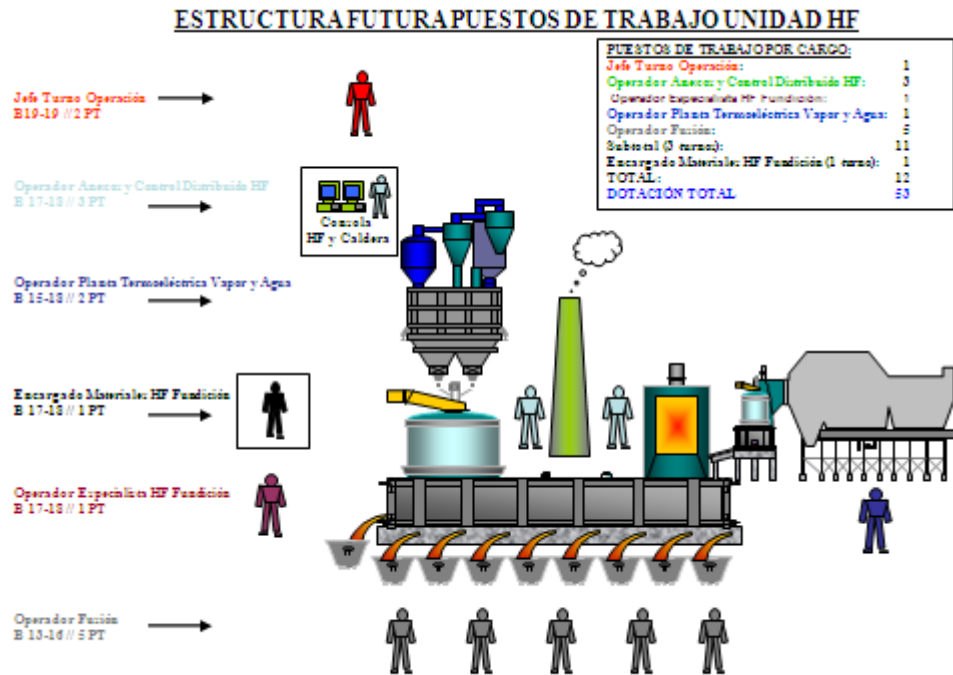 ESTRUCTURA FUTURA PUESTOS DE TRABAJO UNIDAD HF
PUESTOS DE TRABAJO POR CARGO:
Jefe Turno Operación: 1
Operador Anexos y Control Distribuido HF: 3
Operador Especialista HF Fundición: 1
Operador Planta Termoeléctrica Vapor y Agua: 1
Operador Fusión: 5
Subtotal (3 turnos): 11
Encargado Materiales HF Fundición (1 turno): 1
TOTAL: 12
DOTACIÓN TOTAL 53
Jefe Turno Operación
B19-19 // 2 PT
Operador Anexos y Control Distribuido HF
B 17-18 // 3 PT
Consola
HF y Caldera
Operador Planta Termoeléctrica Vapor y Agua
B 15-18 // 2 PT
Encargado Materiales HF Fundición
B 17-18 // 1 PT
Operador Especialista HF Fundición
B 17-18 // 1 PT
Operador Fusión
B 13-16 // 5 PT